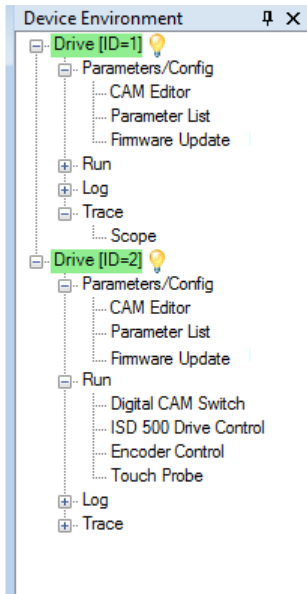 Device Environment
Drive [ID=1]
Parameters/Config
CAM Editor
Parameter List
Firmware Update
Run
Log
Trace
Scope
Drive [ID=2]
Parameters/Config
CAM Editor
Parameter List
Firmware Update
Run
Digital CAM Switch
ISD 500 Drive Control
Encoder Control
Touch Probe
Log
Trace